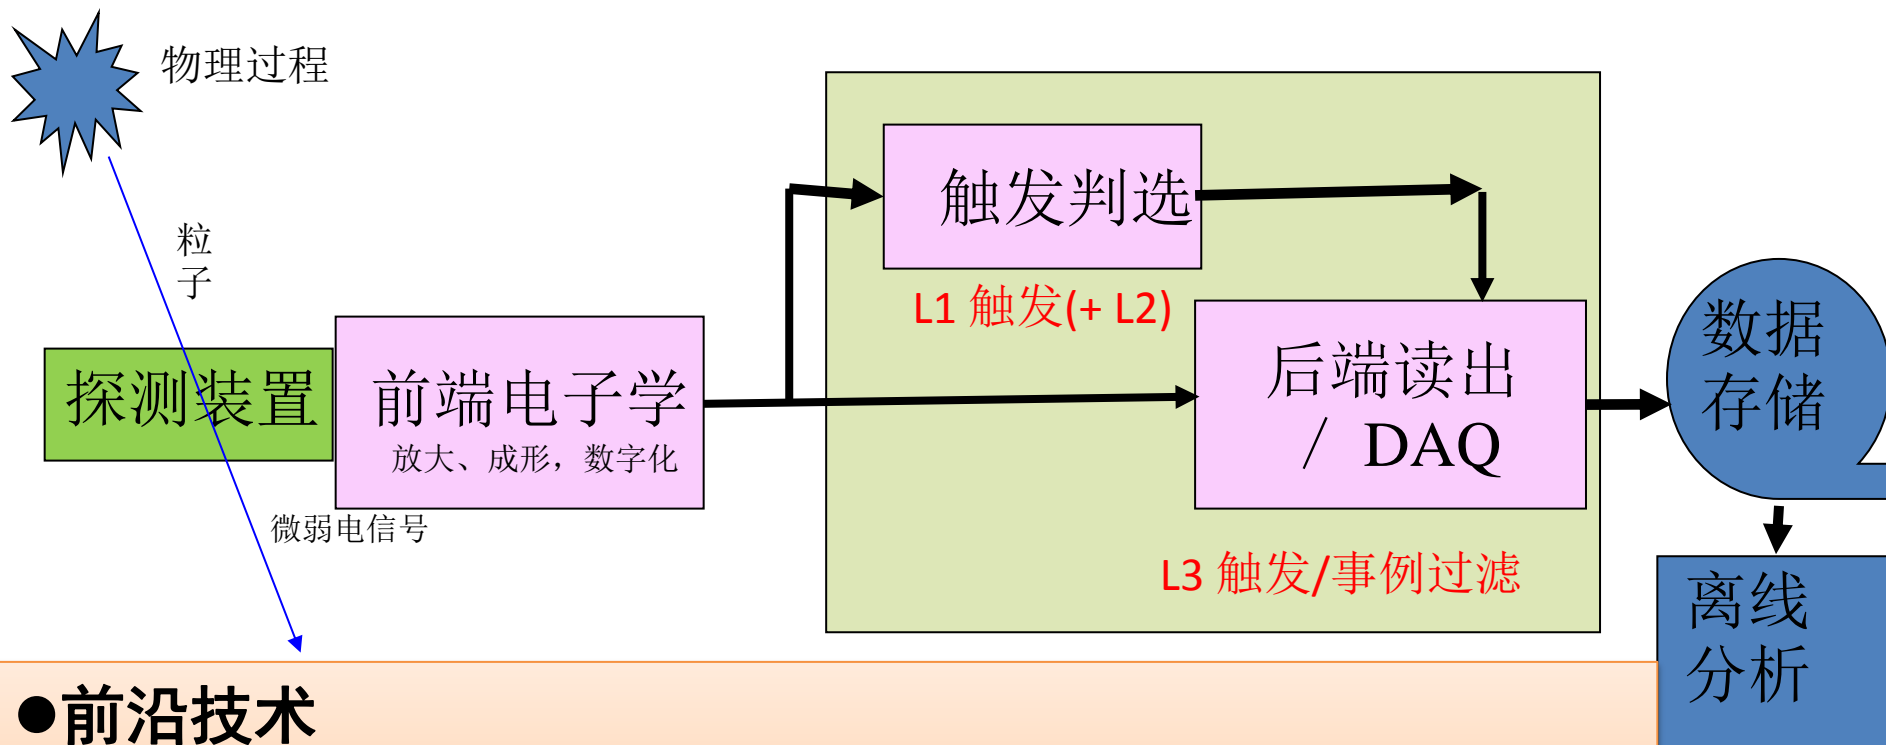 物理过程
粒
子
探测装置
前端电子学
放大、成形，数字化
微弱电信号
触发判选
L1 触发(+ L2)
后端读出
/ DAQ
L3 触发/事例过滤
数据
存储
离线
分析
●前沿技术